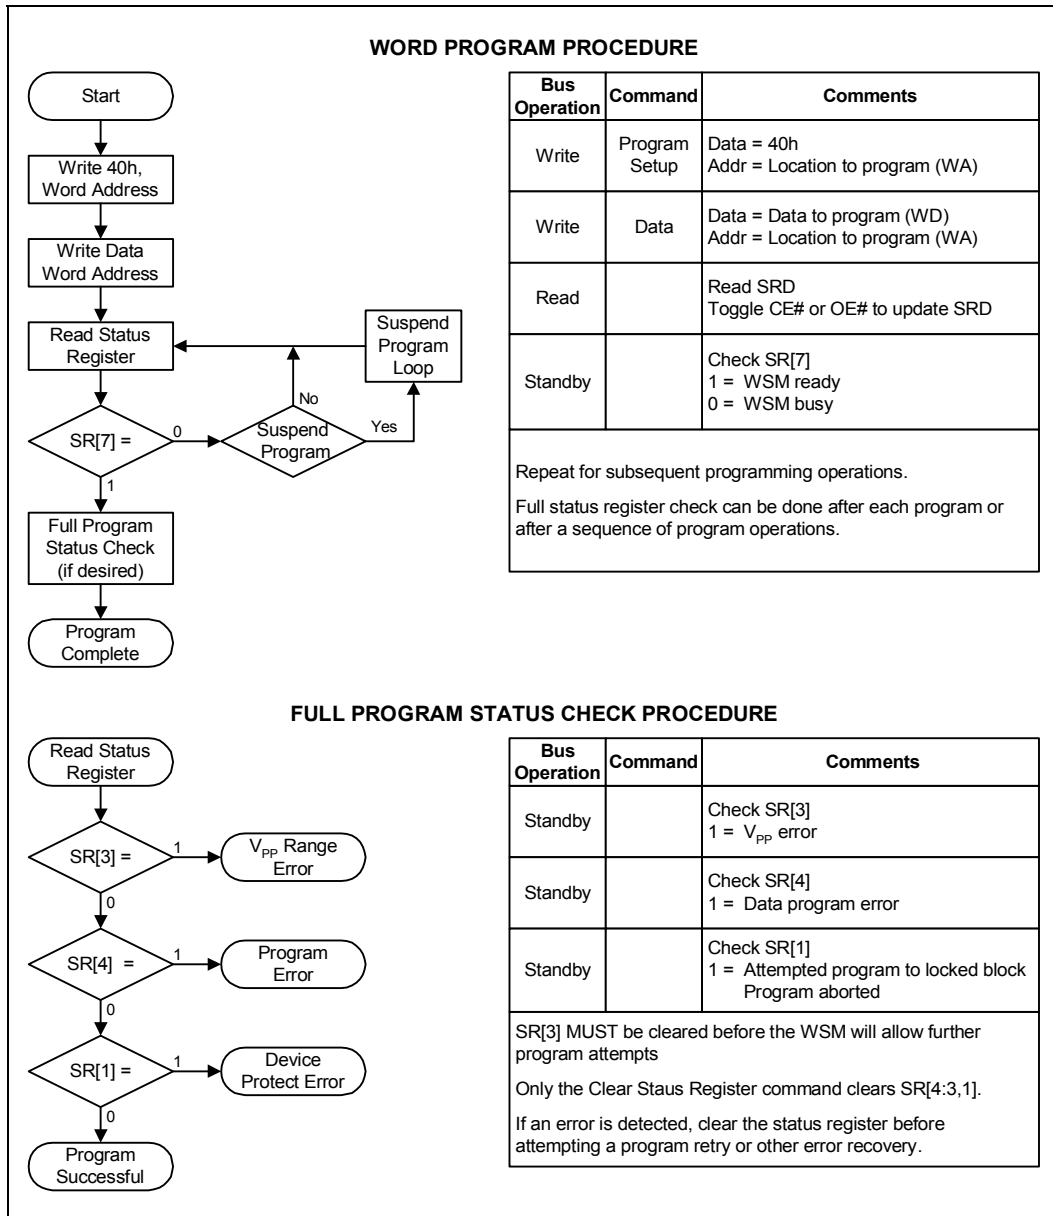 WORD PROGRAM PROCEDURE
Start
Write 40h,
Word Address
Write Data
Word Address
Read Status
Register
Suspend
Program
Loop
No
SR[7] =
0
Suspend
Program
Yes
1
Full Program
Status Check
(if desired)
Program
Complete
Bus
Operation
Command
Comments
Write
Program
Setup
Data = 40h
Addr = Location to program (WA)
Write
Data
Data = Data to program (WD)
Addr = Location to program (WA)
Read
Read SRD
Toggle CE# or OE# to update SRD
Standby
Check SR[7]
1 = WSM ready
0 = WSM busy
Repeat for subsequent programming operations.
Full status register check can be done after each program or
after a sequence of program operations.
FULL PROGRAM STATUS CHECK PROCEDURE
Read Status
Register
SR[3] =
1
VPP Range
Error
0
SR[4] =
1
Program
Error
0
SR[1] =
1
Device
Protect Error
0
Program
Successful
Bus
Operation
Command
Comments
Standby
Check SR[3]
1 = VPP error
Standby
Check SR[4]
1 = Data program error
Standby
Check SR[1]
1 = Attempted program to locked block
Program aborted
SR[3] MUST be cleared before the WSM will allow further
program attempts
Only the Clear Staus Register command clears SR[4:3,1].
If an error is detected, clear the status register before
attempting a program retry or other error recovery.